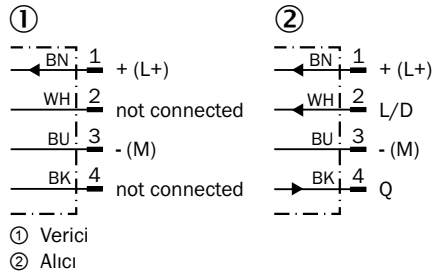 ① ②
BN 1 + (L+)
WH 2 not connected
BU 3 - (M)
BK 4 not connected
BN 1 + (L+)
WH 2 L/D
BU 3 - (M)
BK 4 Q
① Verici
② Alıcı